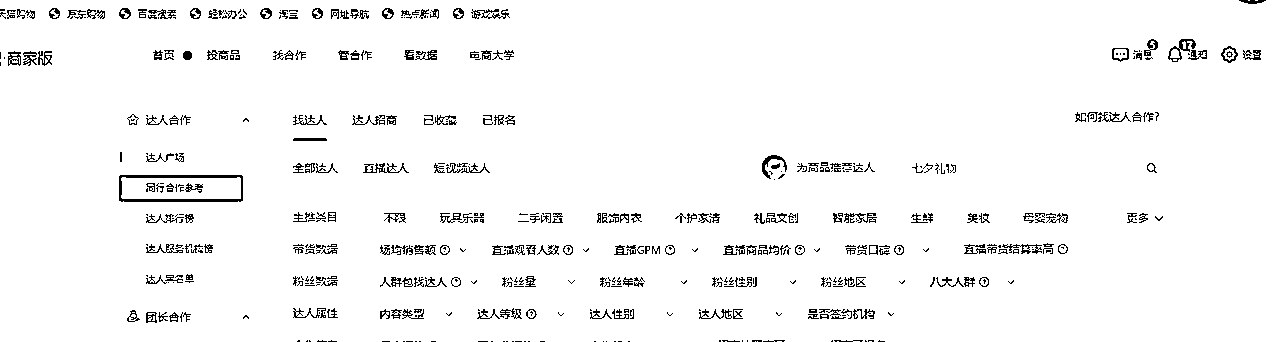 天猫购物 京东购物 百度搜索 轻松办公 淘宝 网址导航 热点新闻 游戏娱乐
商家版 首页 投商品 找合作 管合作 看数据 电商大学 5 消息 17 通知 设置
达人合作 找达人 达人招商 已收藏 已报名 如何找达人合作?
达人广场
全部达人 直播达人 短视频达人 为商品推荐达人 七夕礼物
同行合作参考
达人排行榜 主推类目 不限 玩具乐器 二手闲置 服饰内衣 个护家清 礼品文创 智能家居 生鲜 美妆 母婴宠物 更多
达人服务机构榜 带货数据 场均销售额 直播观看人数 直播GPM 直播商品均价 带货口碑 直播带货结算率高
达人黑名单 粉丝数据 人群包找达人 粉丝量 粉丝年龄 粉丝性别 粉丝地区 八大人群
团长合作 达人属性 内容类型 达人等级 达人性别 达人地区 是否签约机构